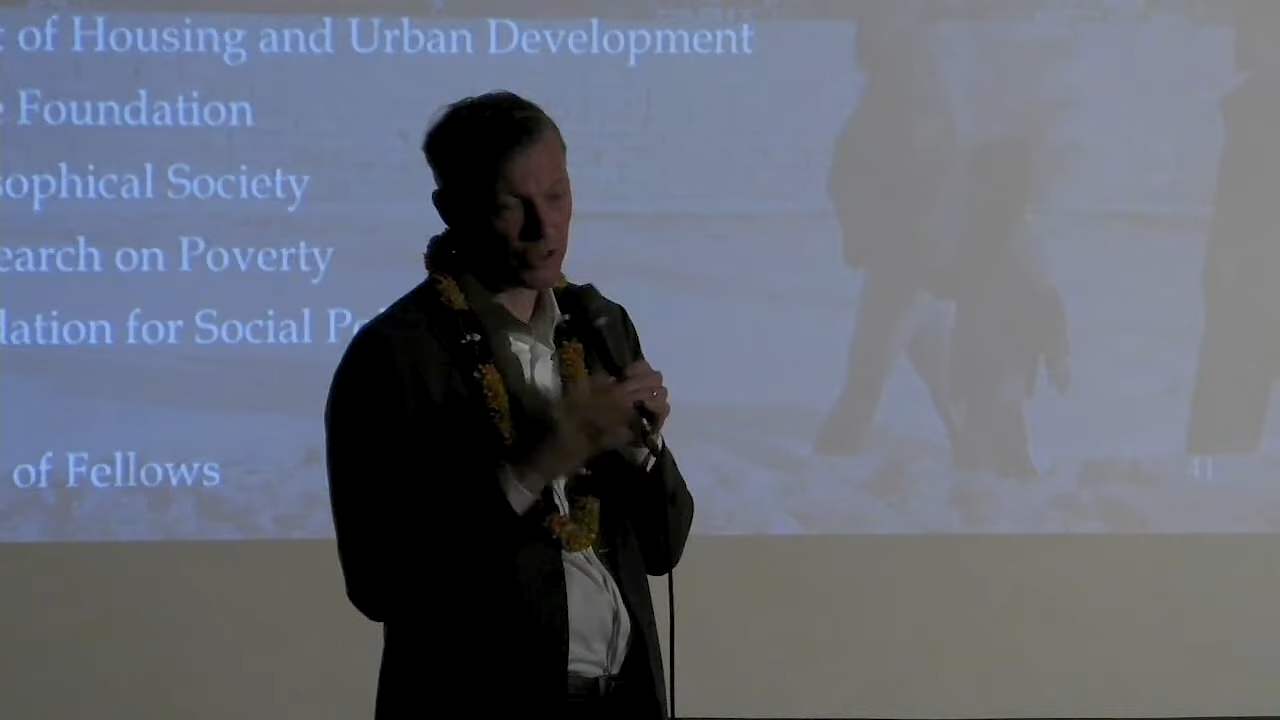 of Housing and Urban Development
Foundation
sophical Society
earch on Poverty
dation for Social
of Fellows
41